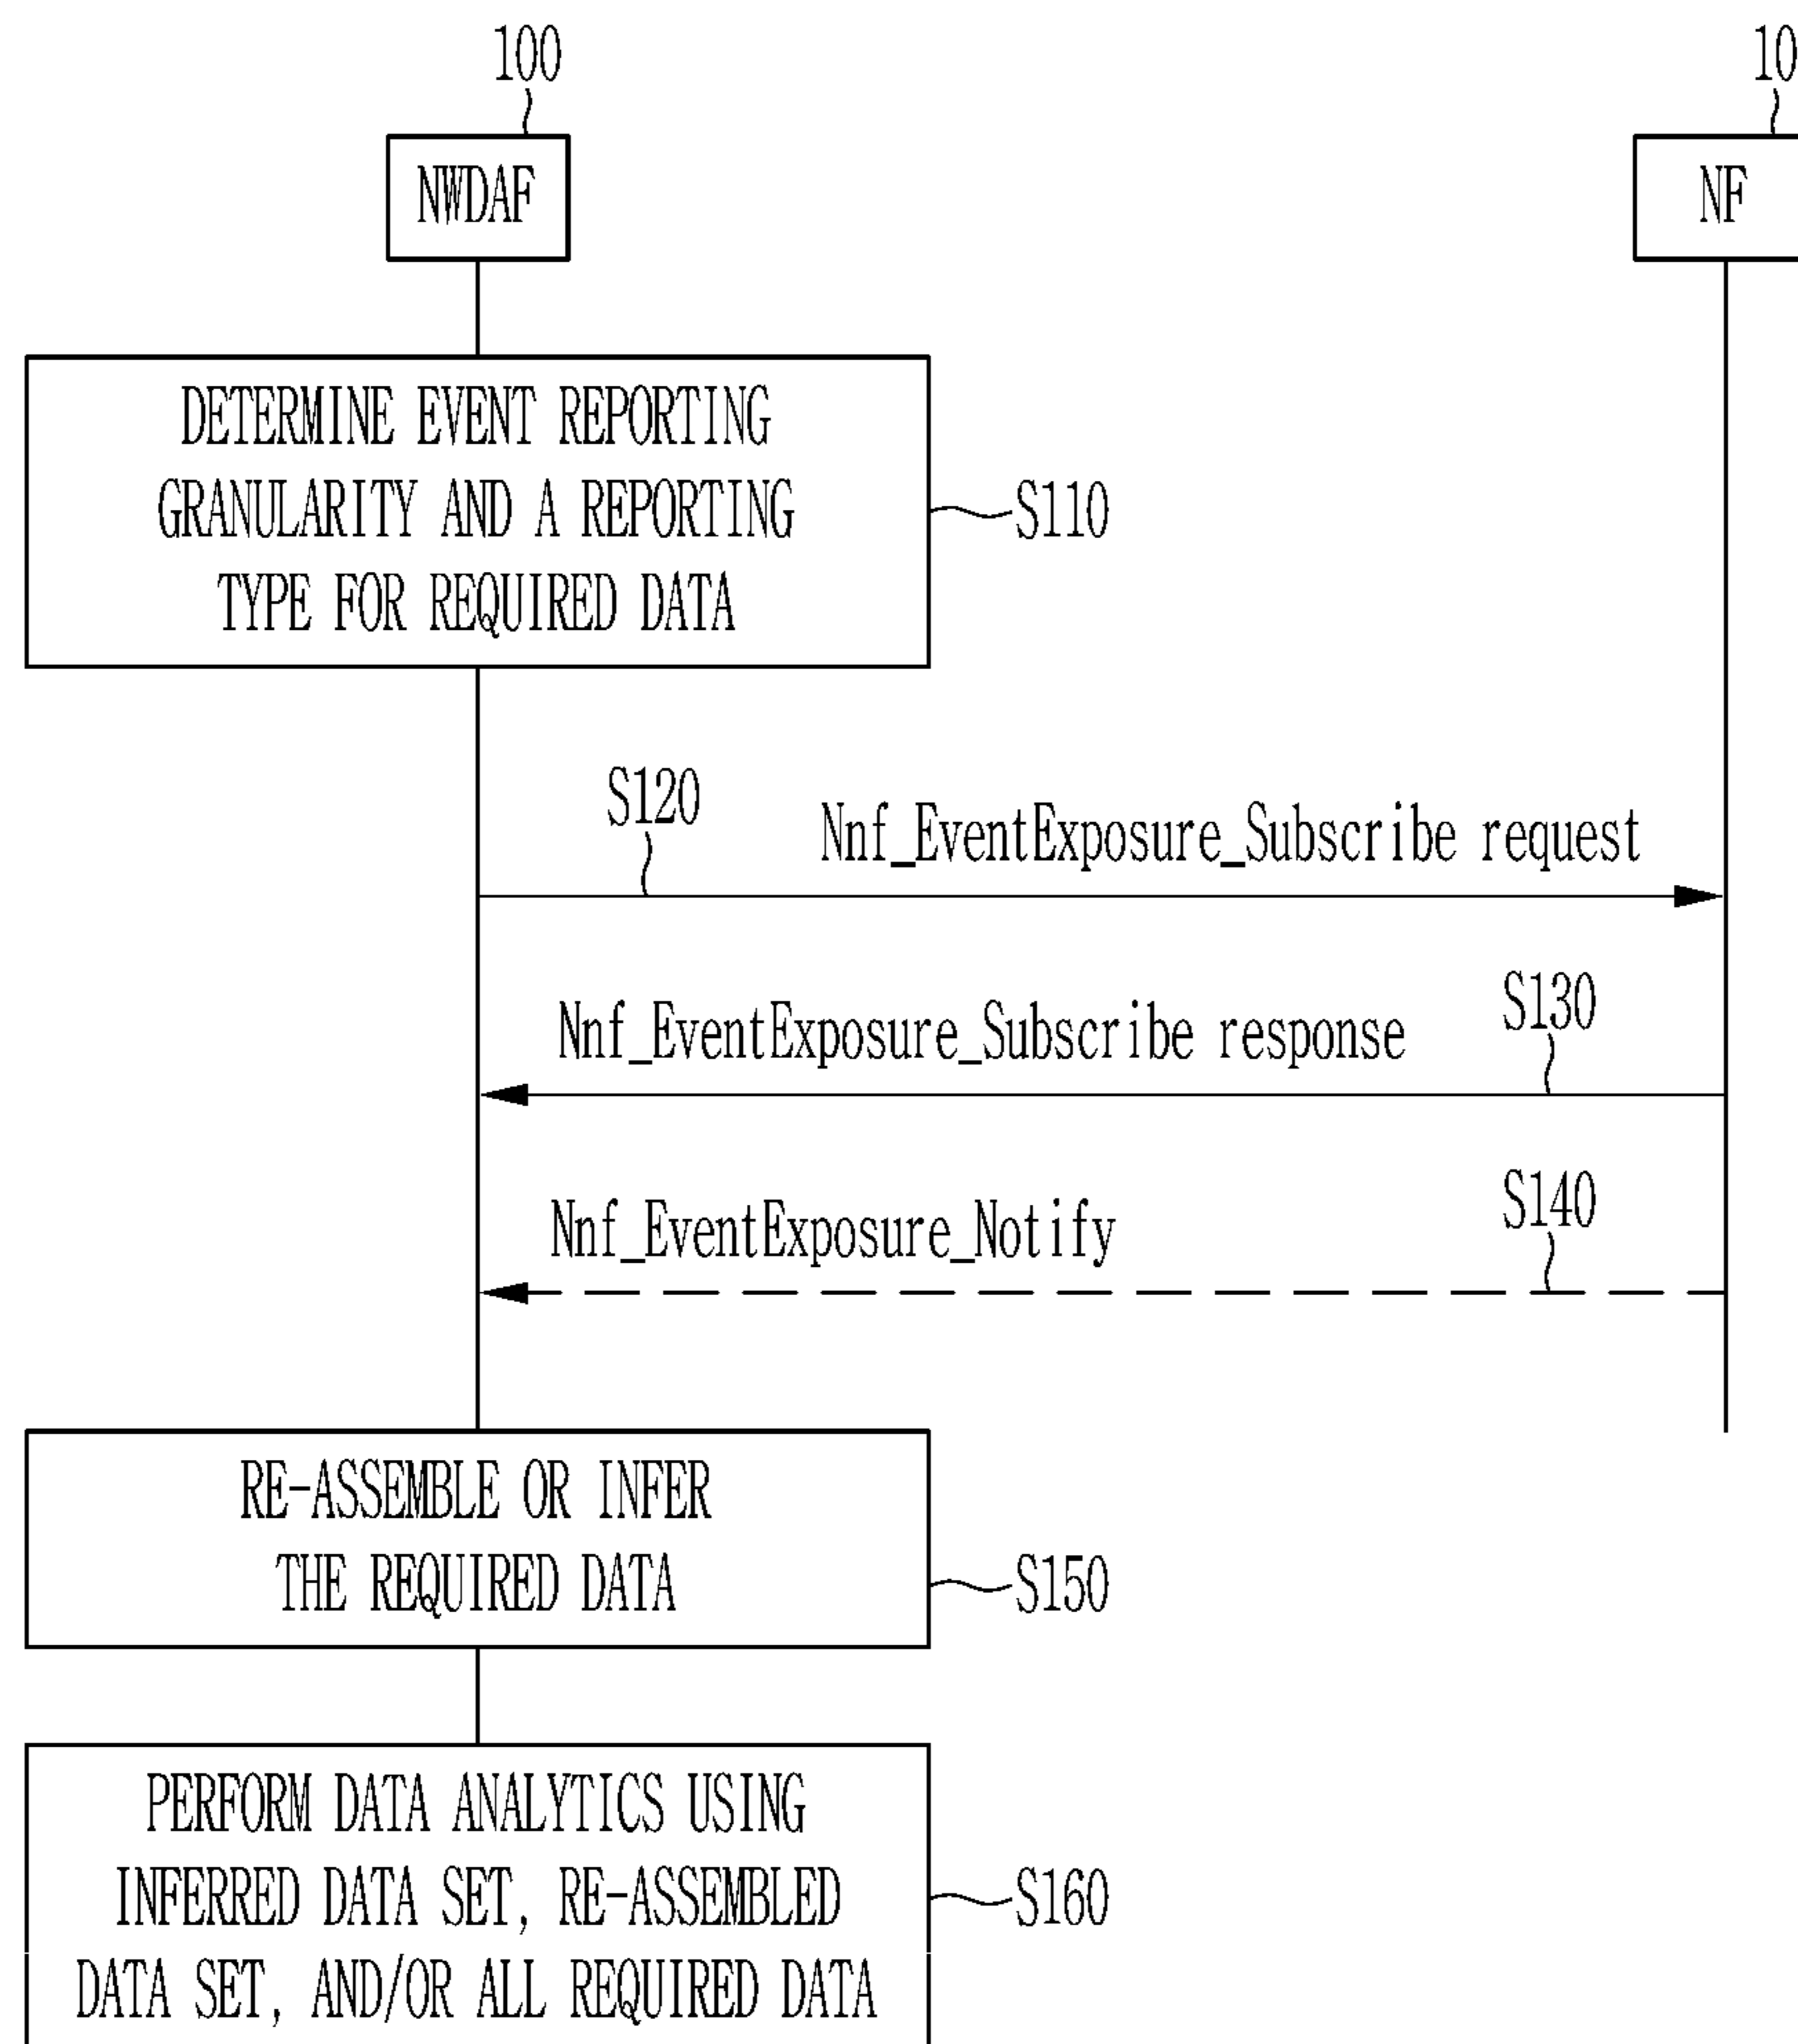 100
10
NWDAF
NF
DETERMINE EVENT REPORTING
GRANULARITY AND A REPORTING
TYPE FOR REQUIRED DATA
S110
S120
Nnf_EventExposure_Subscribe request
Nnf_EventExposure_Subscribe response
S130
Nnf_EventExposure_Notify
S140
RE-ASSEMBLE OR INFER
THE REQUIRED DATA
S150
PERFORM DATA ANALYTICS USING
INFERRED DATA SET, RE-ASSEMBLED
DATA SET, AND/OR ALL REQUIRED DATA
S160